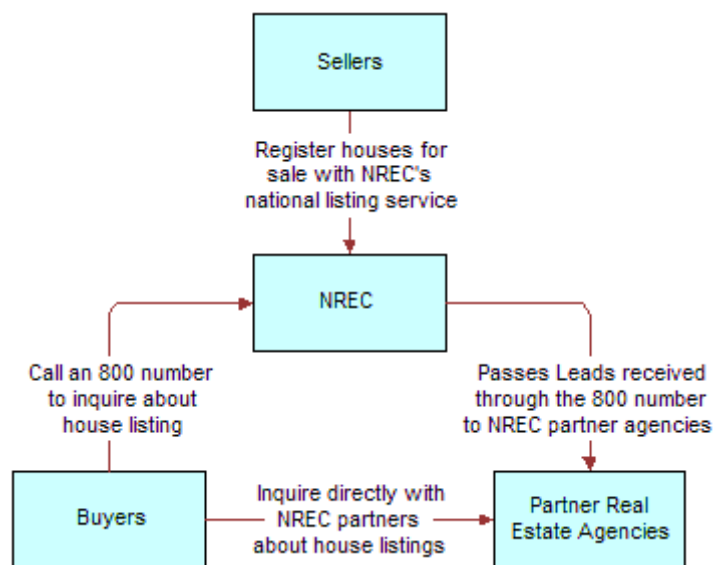 Sellers
Register houses for
sale with NREC's
national listing service
NREC
Call an 800 number
to inquire about
house listing
Passes Leads received
through the 800 number
to NREC partner agencies
Buyers
Inquire directly with
NREC partners
about house listings
Partner Real
Estate Agencies